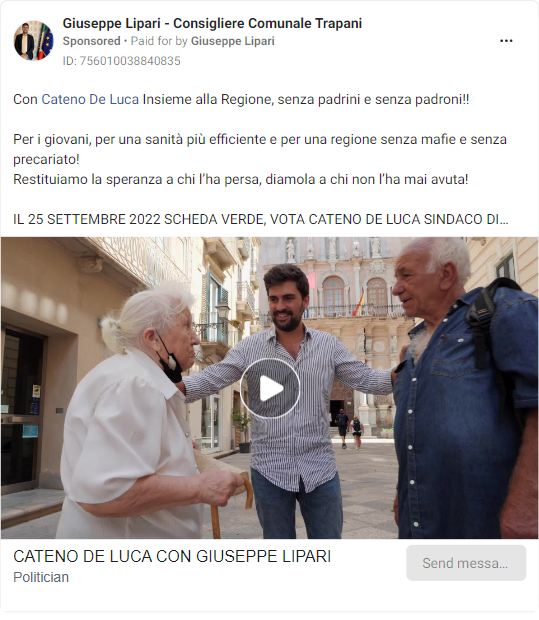 Giuseppe Lipari - Consigliere Comunale Trapani
Sponsored • Paid for by Giuseppe Lipari
ID: 756010038840835
Con Cateno De Luca Insieme alla Regione, senza padrini e senza padroni!!
Per i giovani, per una sanità più efficiente e per una regione senza mafie e senza
precariato!
Restituiamo la speranza a chi l’ha persa, diamola a chi non l’ha mai avuta!
IL 25 SETTEMBRE 2022 SCHEDA VERDE, VOTA CATENO DE LUCA SINDACO DI...
CATENO DE LUCA CON GIUSEPPE LIPARI
Politician
Send messa...